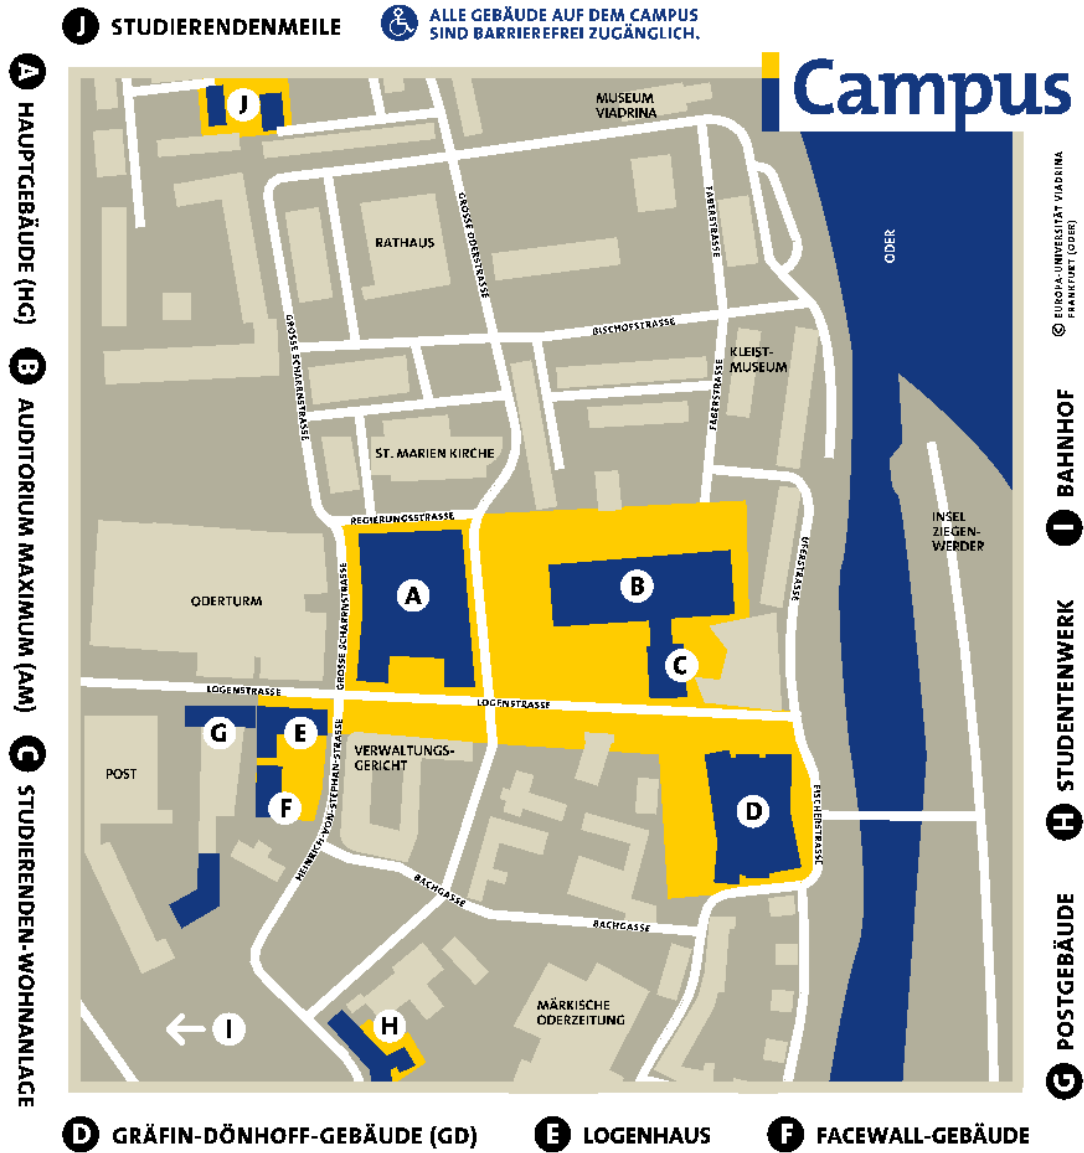 J STUDIERENDENMEILE
ALLE GEBÄUDE AUF DEM CAMPUS
SIND BARRIEREFREI ZUGÄNGLICH.
Campus
A HAUPTGEBÄUDE (HG)
B AUDITORIUM MAXIMUM (AM)
C STUDIERENDEN-WOHNANLAGE
J
MUSEUM
VIADRINA
RATHAUS
GROSSE ODERSTRASSE
FABERSTRASSE
ODER
GROSSE SCHARRNSTRASSE
BISCHOFSTRASSE
KLEIST-
MUSEUM
FABERSTRASSE
ST. MARIEN KIRCHE
REGIERUNGSSTRASSE
INSEL
ZIEGEN-
WERDER
UFERSTRASSE
ODERTURM
GROSSE SCHARRNSTRASSE
A
B
C
LOGENSTRASSE
LOGENSTRASSE
G
E
F
POST
HEINRICH-VON-STEPHAN-STRASSE
VERWALTUNGS-
GERICHT
D
FISCHERSTRASSE
BACHGASSE
BACHGASSE
MÄRKISCHE
ODERZEITUNG
H
I
© EUROPA-UNIVERSITÄT VIADRINA
FRANKFURT (ODER)
I BAHNHOF
H STUDENTENWERK
G POSTGEBÄUDE
D GRÄFIN-DÖNHOFF-GEBÄUDE (GD)
E LOGENHAUS
F FACEWALL-GEBÄUDE